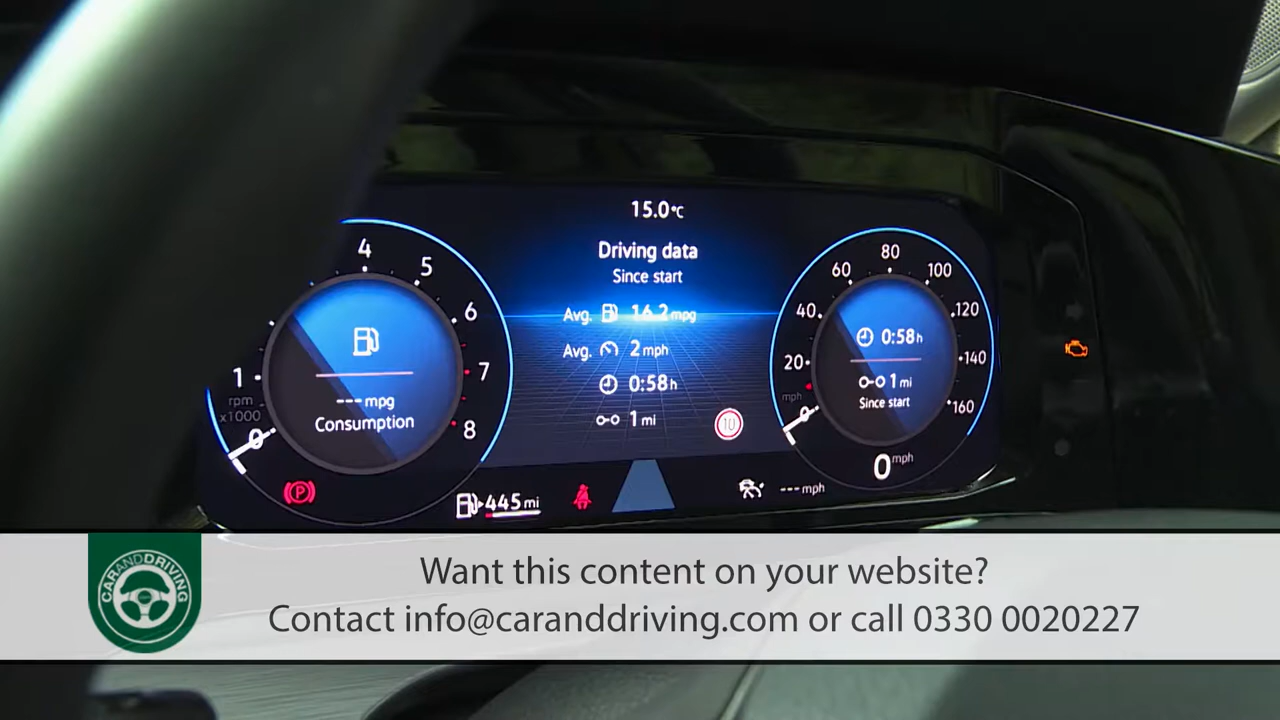 15.0°C
Driving data
Since start
Avg. 16.2 mpg
Avg. 2 mph
0:58h
1 mi
10
4
5
6
7
8
1
rpm
x1000
0
--- mpg
Consumption
80
60
100
40
120
20
140
mph
160
0
0:58h
1 mi
Since start
0 mph
P
445 mi
--- mph
CARANDDRIVING
Want this content on your website?
Contact info@caranddriving.com or call 0330 0020227